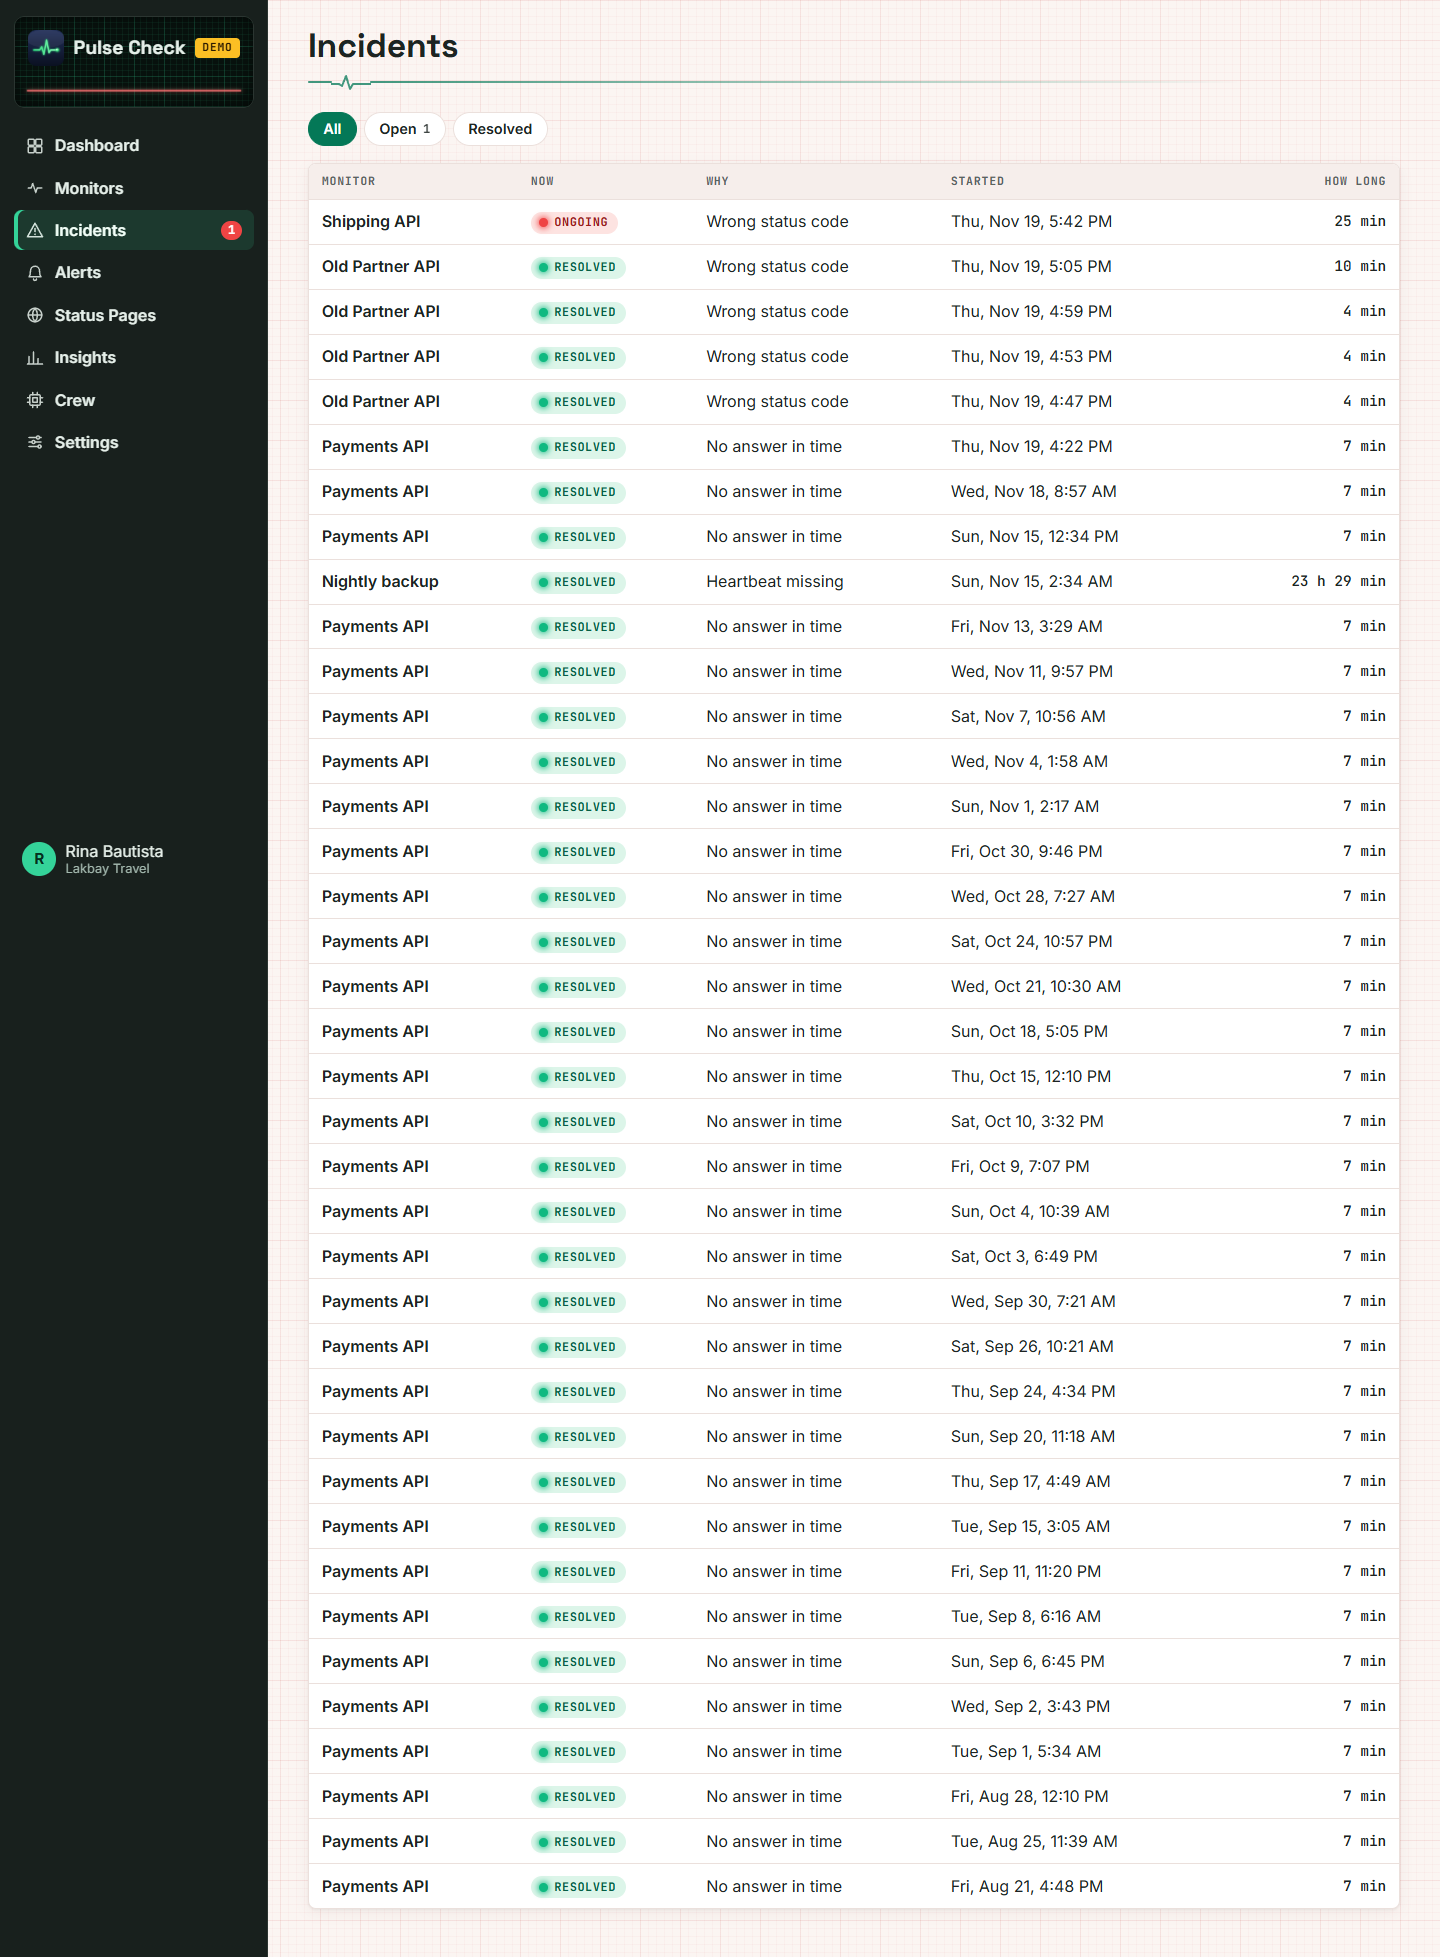 Pulse Check DEMO
Dashboard
Monitors
Incidents 1
Alerts
Status Pages
Insights
Crew
Settings
R Rina Bautista
Lakbay Travel
Incidents
All Open 1 Resolved
MONITOR NOW WHY STARTED HOW LONG
Shipping API ONGOING Wrong status code Thu, Nov 19, 5:42 PM 25 min
Old Partner API RESOLVED Wrong status code Thu, Nov 19, 5:05 PM 10 min
Old Partner API RESOLVED Wrong status code Thu, Nov 19, 4:59 PM 4 min
Old Partner API RESOLVED Wrong status code Thu, Nov 19, 4:53 PM 4 min
Old Partner API RESOLVED Wrong status code Thu, Nov 19, 4:47 PM 4 min
Payments API RESOLVED No answer in time Thu, Nov 19, 4:22 PM 7 min
Payments API RESOLVED No answer in time Wed, Nov 18, 8:57 AM 7 min
Payments API RESOLVED No answer in time Sun, Nov 15, 12:34 PM 7 min
Nightly backup RESOLVED Heartbeat missing Sun, Nov 15, 2:34 AM 23 h 29 min
Payments API RESOLVED No answer in time Fri, Nov 13, 3:29 AM 7 min
Payments API RESOLVED No answer in time Wed, Nov 11, 9:57 PM 7 min
Payments API RESOLVED No answer in time Sat, Nov 7, 10:56 AM 7 min
Payments API RESOLVED No answer in time Wed, Nov 4, 1:58 AM 7 min
Payments API RESOLVED No answer in time Sun, Nov 1, 2:17 AM 7 min
Payments API RESOLVED No answer in time Fri, Oct 30, 9:46 PM 7 min
Payments API RESOLVED No answer in time Wed, Oct 28, 7:27 AM 7 min
Payments API RESOLVED No answer in time Sat, Oct 24, 10:57 PM 7 min
Payments API RESOLVED No answer in time Wed, Oct 21, 10:30 AM 7 min
Payments API RESOLVED No answer in time Sun, Oct 18, 5:05 PM 7 min
Payments API RESOLVED No answer in time Thu, Oct 15, 12:10 PM 7 min
Payments API RESOLVED No answer in time Sat, Oct 10, 3:32 PM 7 min
Payments API RESOLVED No answer in time Fri, Oct 9, 7:07 PM 7 min
Payments API RESOLVED No answer in time Sun, Oct 4, 10:39 AM 7 min
Payments API RESOLVED No answer in time Sat, Oct 3, 6:49 PM 7 min
Payments API RESOLVED No answer in time Wed, Sep 30, 7:21 AM 7 min
Payments API RESOLVED No answer in time Sat, Sep 26, 10:21 AM 7 min
Payments API RESOLVED No answer in time Thu, Sep 24, 4:34 PM 7 min
Payments API RESOLVED No answer in time Sun, Sep 20, 11:18 AM 7 min
Payments API RESOLVED No answer in time Thu, Sep 17, 4:49 AM 7 min
Payments API RESOLVED No answer in time Tue, Sep 15, 3:05 AM 7 min
Payments API RESOLVED No answer in time Fri, Sep 11, 11:20 PM 7 min
Payments API RESOLVED No answer in time Tue, Sep 8, 6:16 AM 7 min
Payments API RESOLVED No answer in time Sun, Sep 6, 6:45 PM 7 min
Payments API RESOLVED No answer in time Wed, Sep 2, 3:43 PM 7 min
Payments API RESOLVED No answer in time Tue, Sep 1, 5:34 AM 7 min
Payments API RESOLVED No answer in time Fri, Aug 28, 12:10 PM 7 min
Payments API RESOLVED No answer in time Tue, Aug 25, 11:39 AM 7 min
Payments API RESOLVED No answer in time Fri, Aug 21, 4:48 PM 7 min